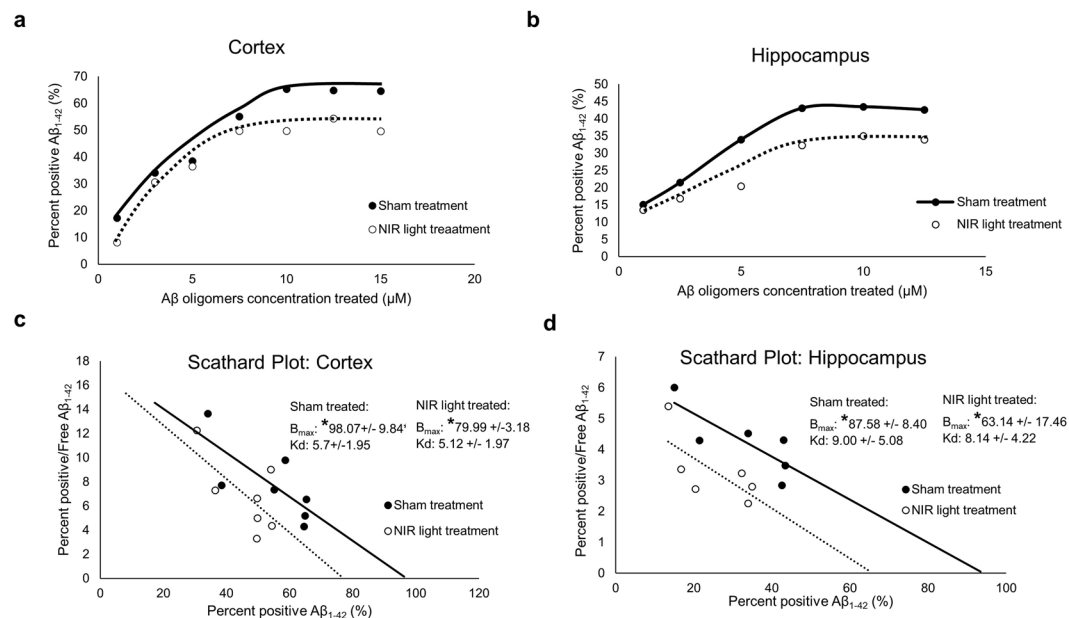 a
Cortex
Percent positive Aβ1-42 (%)
70
60
50
40
30
20
10
0
0 5 10 15 20
Aβ oligomers concentration treated (µM)
Sham treatment
NIR light treaatment
b
Hippocampus
Percent positive Aβ1-42 (%)
50
45
40
35
30
25
20
15
10
5
0
0 5 10 15
Aβ oligomers concentration treated (µM)
Sham treatment
NIR light treatment
c
Scathard Plot: Cortex
Percent positive/Free Aβ1-42
18
16
14
12
10
8
6
4
2
0
0 20 40 60 80 100 120
Percent positive Aβ1-42 (%)
Sham treated:
Bmax: *98.07+/- 9.84,
Kd: 5.7+/-1.95
NIR light treated:
Bmax: *79.99 +/-3.18
Kd: 5.12 +/- 1.97
Sham treatment
NIR light treatment
d
Scathard Plot: Hippocampus
Percent positive/Free Aβ1-42
7
6
5
4
3
2
1
0
0 20 40 60 80 100
Percent positive Aβ1-42 (%)
Sham treated:
Bmax: *87.58 +/- 8.40
Kd: 9.00 +/- 5.08
NIR light treated:
Bmax: *63.14 +/- 17.46
Kd: 8.14 +/- 4.22
Sham treatment
NIR light treatment